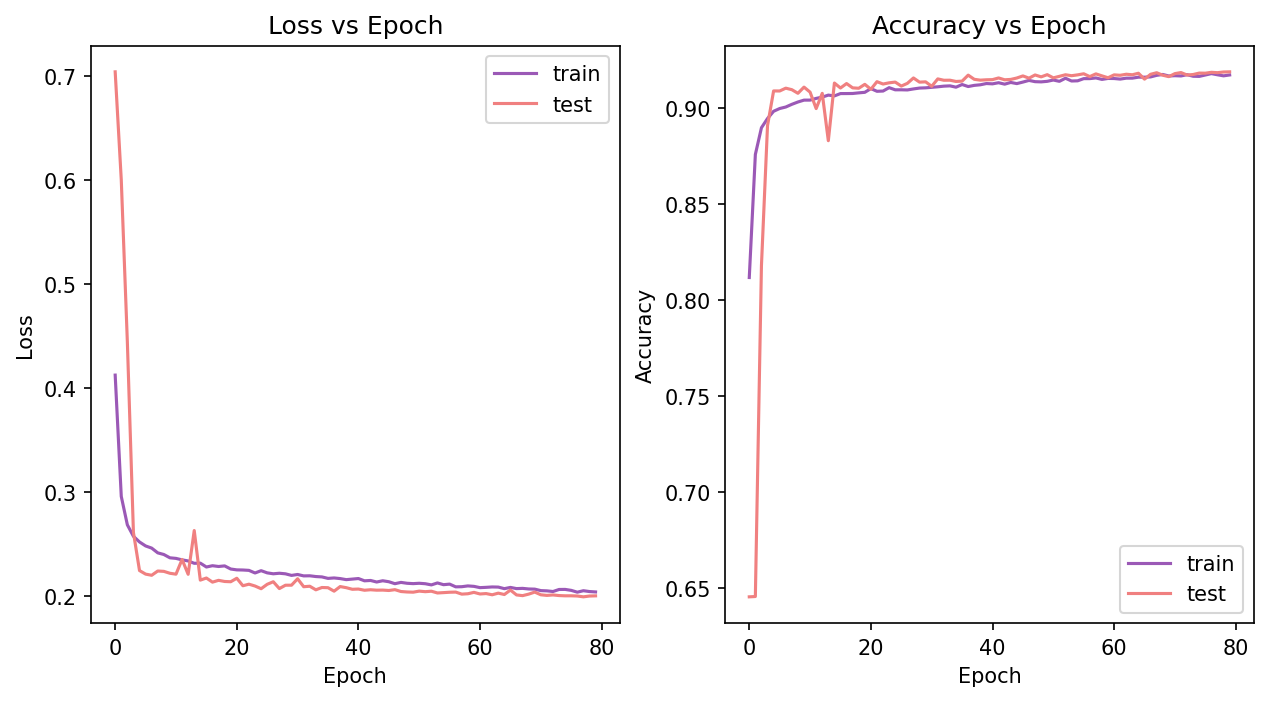 Loss vs Epoch
0.7
0.6
0.5
0.4
0.3
0.2
Loss
0 20 40 60 80
Epoch
train
test
Accuracy vs Epoch
0.90
0.85
0.80
0.75
0.70
0.65
Accuracy
0 20 40 60 80
Epoch
train
test